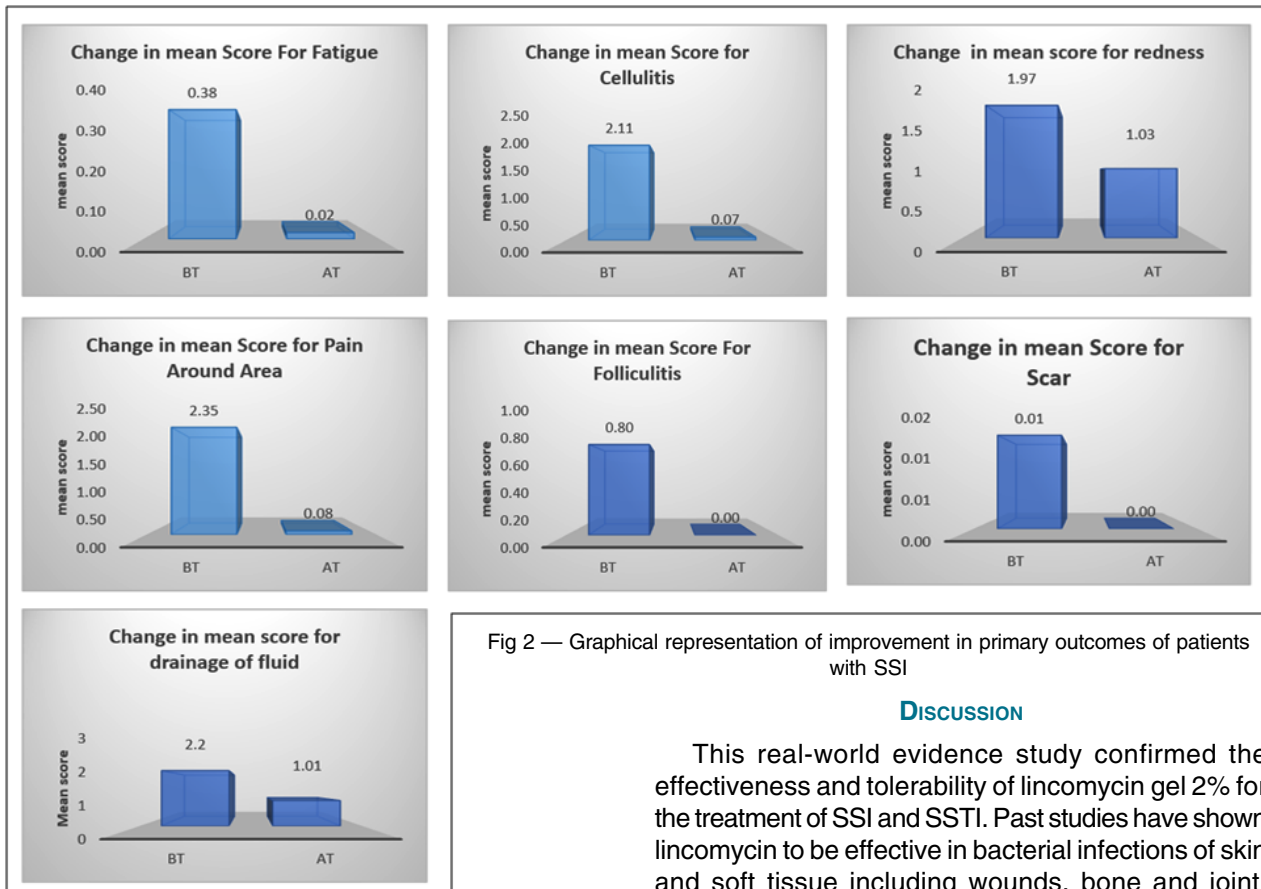 Change in mean Score For Fatigue
0.40
0.30
0.20
0.10
0.00
mean score
0.38
0.02
BT AT
Change in mean Score for
Cellulitis
2.50
2.00
1.50
1.00
0.50
0.00
mean score
2.11
0.07
BT AT
Change in mean score for redness
2
1.5
1
0.5
0
mean score
1.97
1.03
BT AT
Change in mean Score for Pain
Around Area
2.50
2.00
1.50
1.00
0.50
0.00
mean score
2.35
0.08
BT AT
Change in mean Score For
Folliculitis
1.00
0.80
0.60
0.40
0.20
0.00
mean score
0.80
0.00
BT AT
Change in mean Score for
Scar
0.02
0.01
0.01
0.00
mean score
0.01
0.00
BT AT
Change in mean score for
drainage of fluid
3
2
1
0
Mean score
2.2
1.01
BT AT
Fig 2 — Graphical representation of improvement in primary outcomes of patients
with SSI
DISCUSSION
This real-world evidence study confirmed the
effectiveness and tolerability of lincomycin gel 2% for
the treatment of SSI and SSTI. Past studies have shown
lincomycin to be effective in bacterial infections of skin
and soft tissue including wounds, bone and joint